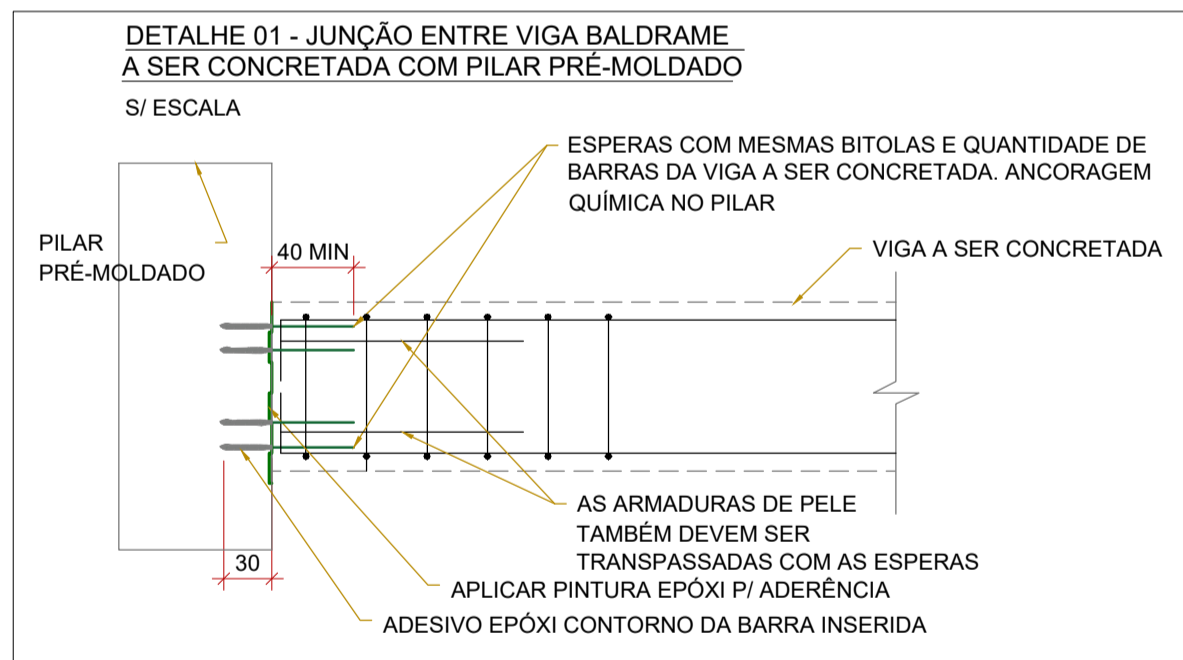 DETALHE 01 - JUNÇÃO ENTRE VIGA BALDRAME
A SER CONCRETADA COM PILAR PRÉ-MOLDADO
S/ ESCALA
ESPERAS COM MESMAS BITOLAS E QUANTIDADE DE
BARRAS DA VIGA A SER CONCRETADA. ANCORAGEM
QUÍMICA NO PILAR
PILAR
PRÉ-MOLDADO
40 MIN
VIGA A SER CONCRETADA
AS ARMADURAS DE PELE
TAMBÉM DEVEM SER
TRANSPASSADAS COM AS ESPERAS
30
APLICAR PINTURA EPÓXI P/ ADERÊNCIA
ADESIVO EPÓXI CONTORNO DA BARRA INSERIDA